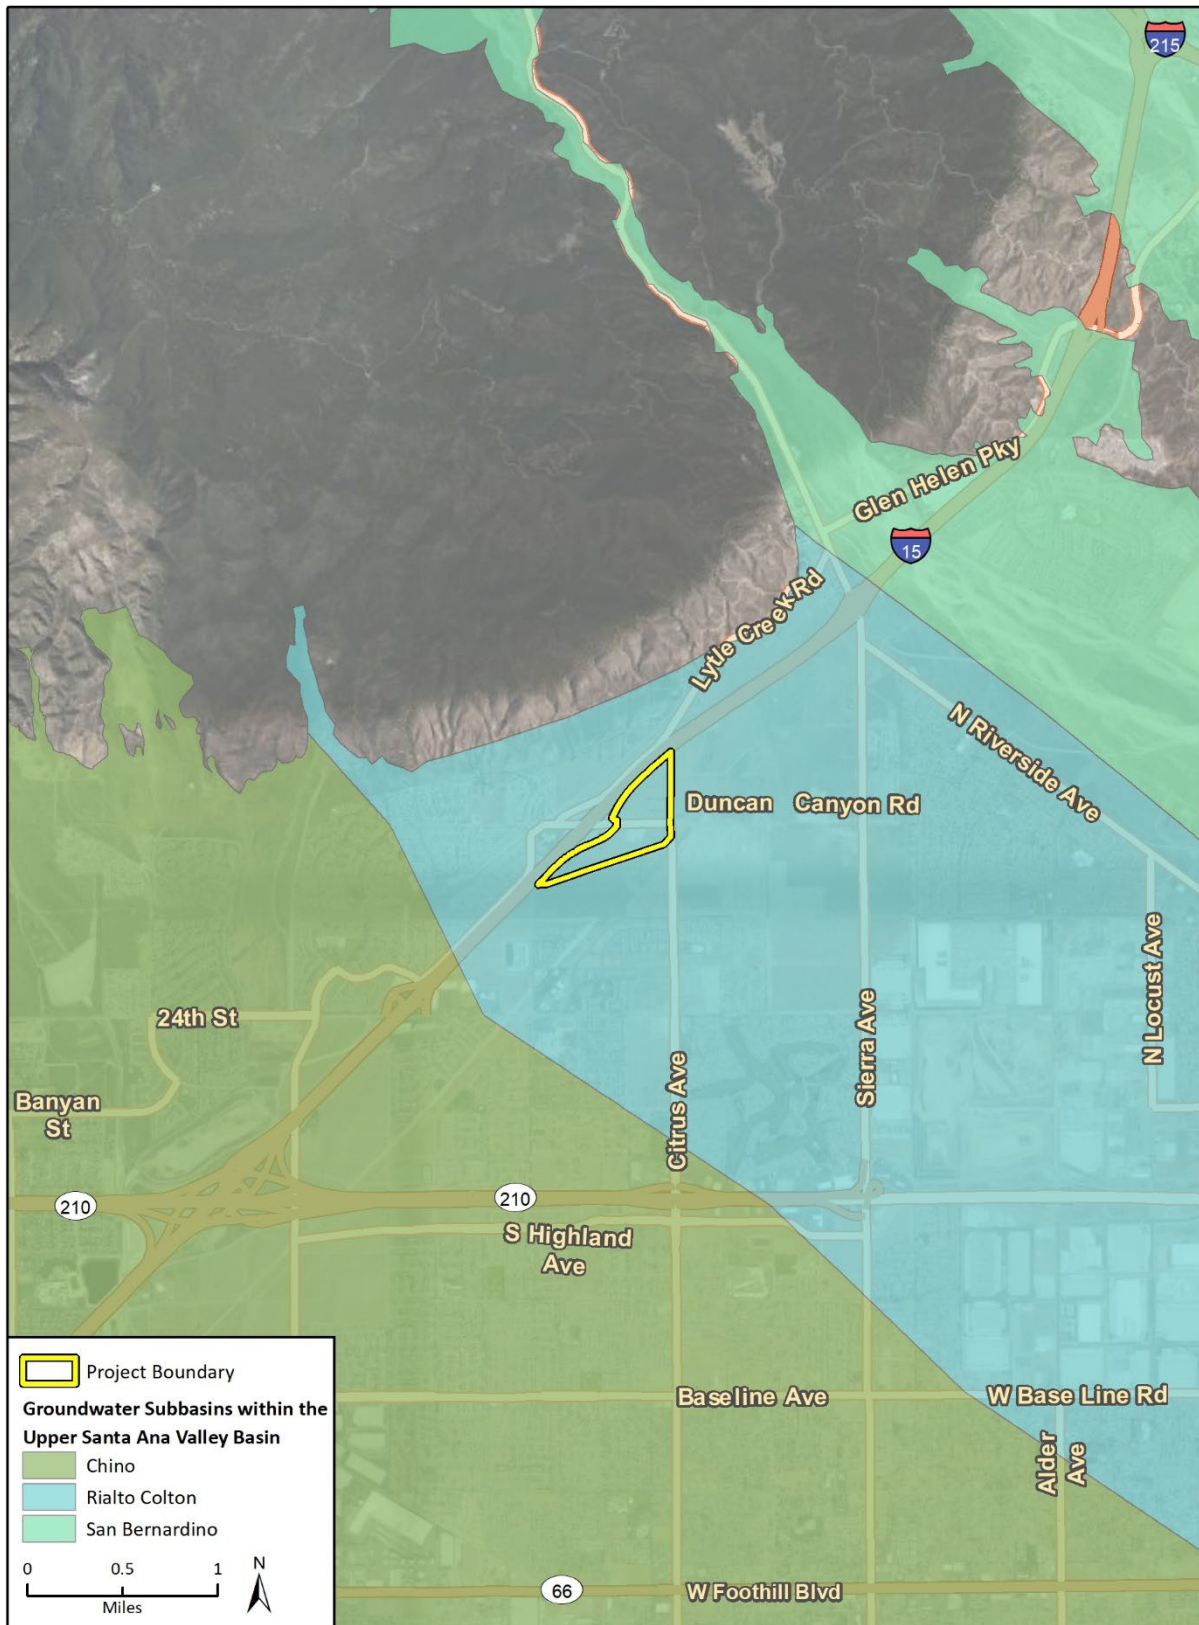 215
Glen Helen Pky
15
Lytle Creek Rd
N Riverside Ave
Duncan Canyon Rd
N Locust Ave
24th St
Sierra Ave
Banyan
St
Citrus Ave
210
210
S Highland
Ave
Baseline Ave
W Base Line Rd
Alder
Ave
66
W Foothill Blvd
Project Boundary
Groundwater Subbasins within the
Upper Santa Ana Valley Basin
Chino
Rialto Colton
San Bernardino
0 0.5 1
Miles
N